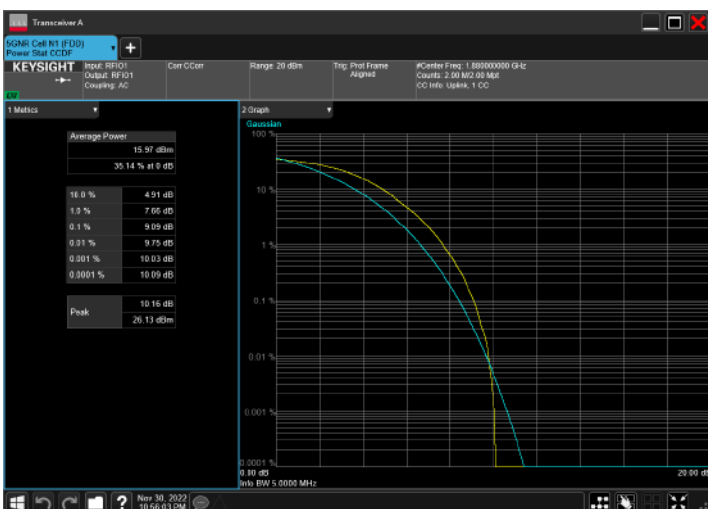 Transceiver A
5GNR Cell N1 (FDD)
Power Stat CCDF
+
KEYSIGHT
Input: RFIO1
Output: RFIO1
Coupling: AC
Corr CCorr
Range: 20 dBm
Trig: Prot Frame
Aligned
#Center Freq: 1.880000000 GHz
Counts: 2.00 M/2.00 Mpt
CC Info: Uplink, 1 CC
1 Metrics
Average Power
15.97 dBm
35.14 % at 0 dB
10.0 % 4.91 dB
1.0 % 7.66 dB
0.1 % 9.09 dB
0.01 % 9.75 dB
0.001 % 10.03 dB
0.0001 % 10.09 dB
Peak
10.16 dB
26.13 dBm
2 Graph
Gaussian
100 %
10 %
1 %
0.1 %
0.01 %
0.001 %
0.0001 %
0.00 dB
20.00 dB
Info BW 5.0000 MHz
?
Nov 30, 2022
10:56:03 PM